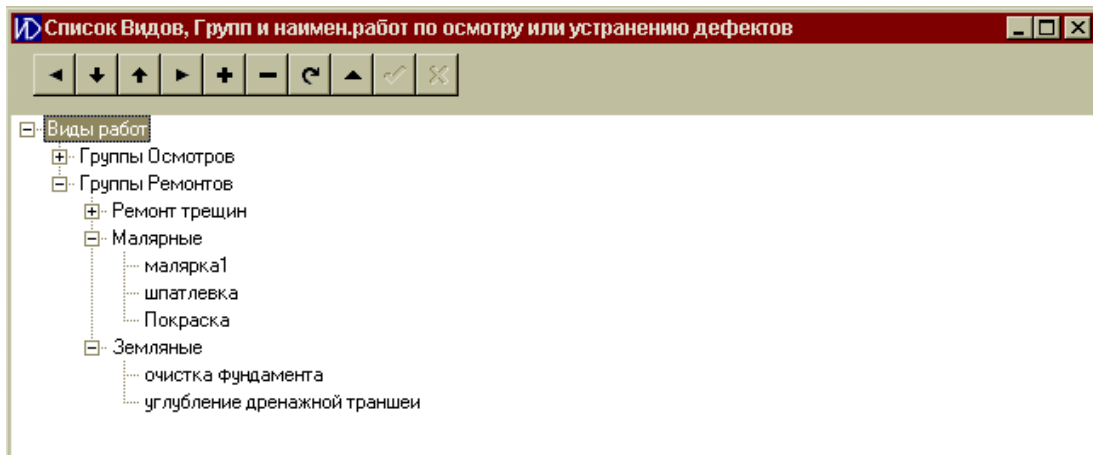 Список Видов, Групп и наимен.работ по осмотру или устранению дефектов
Виды работ
Группы Осмотров
Группы Ремонтов
Ремонт трещин
Малярные
малярка1
шпатлевка
Покраска
Земляные
очистка фундамента
углубление дренажной траншеи